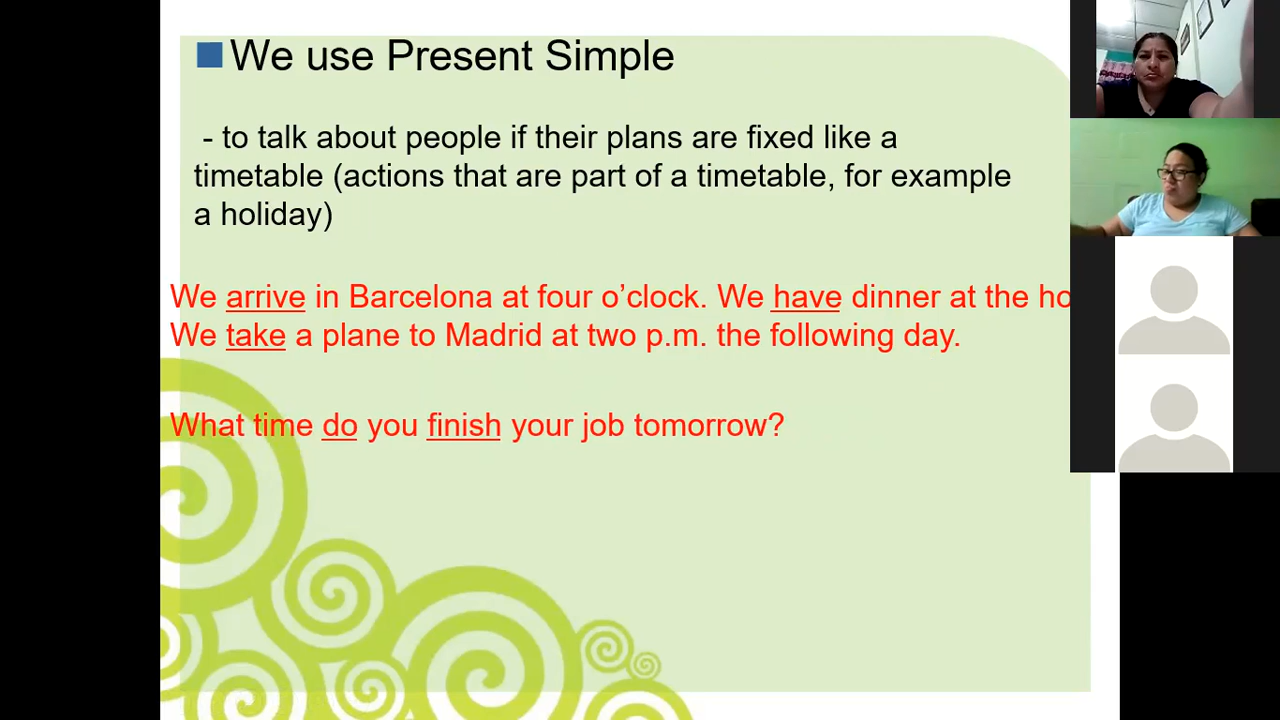 We use Present Simple
- to talk about people if their plans are fixed like a
timetable (actions that are part of a timetable, for example
a holiday)
We arrive in Barcelona at four o’clock. We have dinner at the
We take a plane to Madrid at two p.m. the following day.
What time do you finish your job tomorrow?